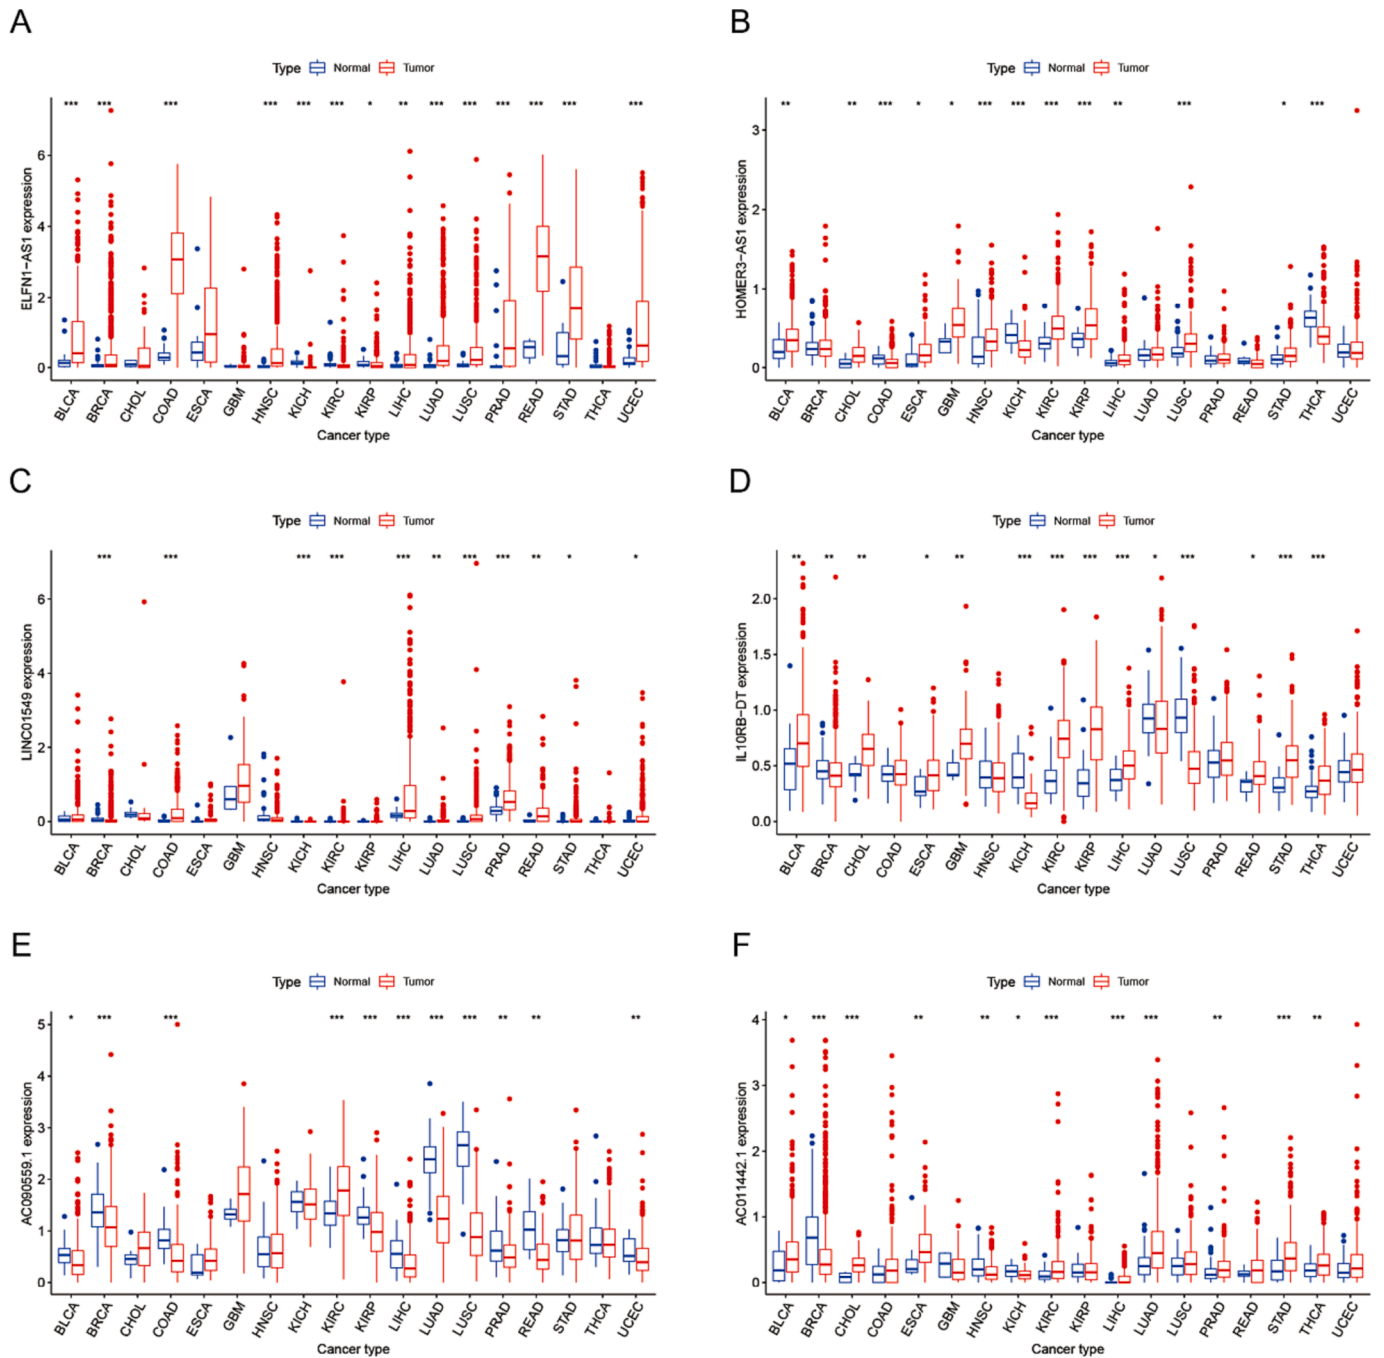 A
B
Type Normal Tumor
Type Normal Tumor
*** *** *** *** *** *** * ** *** *** *** *** *** ***
** ** *** * * *** *** *** *** ** *** * ***
ELFN1-AS1 expression
6
4
2
0
HOMER3-AS1 expression
3
2
1
0
BLCA BRCA CHOL COAD ESCA GBM HNSC KICH KIRC KIRP LIHC LUAD LUSC PRAD READ STAD THCA UCEC
BLCA BRCA CHOL COAD ESCA GBM HNSC KICH KIRC KIRP LIHC LUAD LUSC PRAD READ STAD THCA UCEC
Cancer type
Cancer type
C
D
Type Normal Tumor
Type Normal Tumor
*** *** *** *** *** ** *** *** ** * *
** ** ** * ** *** *** *** *** * *** * *** ***
LINC01549 expression
6
4
2
0
IL10RB-DT expression
2.0
1.5
1.0
0.5
0.0
BLCA BRCA CHOL COAD ESCA GBM HNSC KICH KIRC KIRP LIHC LUAD LUSC PRAD READ STAD THCA UCEC
BLCA BRCA CHOL COAD ESCA GBM HNSC KICH KIRC KIRP LIHC LUAD LUSC PRAD READ STAD THCA UCEC
Cancer type
Cancer type
E
F
Type Normal Tumor
Type Normal Tumor
* *** *** *** *** *** *** *** ** ** **
* *** *** ** ** * *** *** *** ** *** **
AC090559.1 expression
5
4
3
2
1
0
AC011442.1 expression
4
3
2
1
0
BLCA BRCA CHOL COAD ESCA GBM HNSC KICH KIRC KIRP LIHC LUAD LUSC PRAD READ STAD THCA UCEC
BLCA BRCA CHOL COAD ESCA GBM HNSC KICH KIRC KIRP LIHC LUAD LUSC PRAD READ STAD THCA UCEC
Cancer type
Cancer type